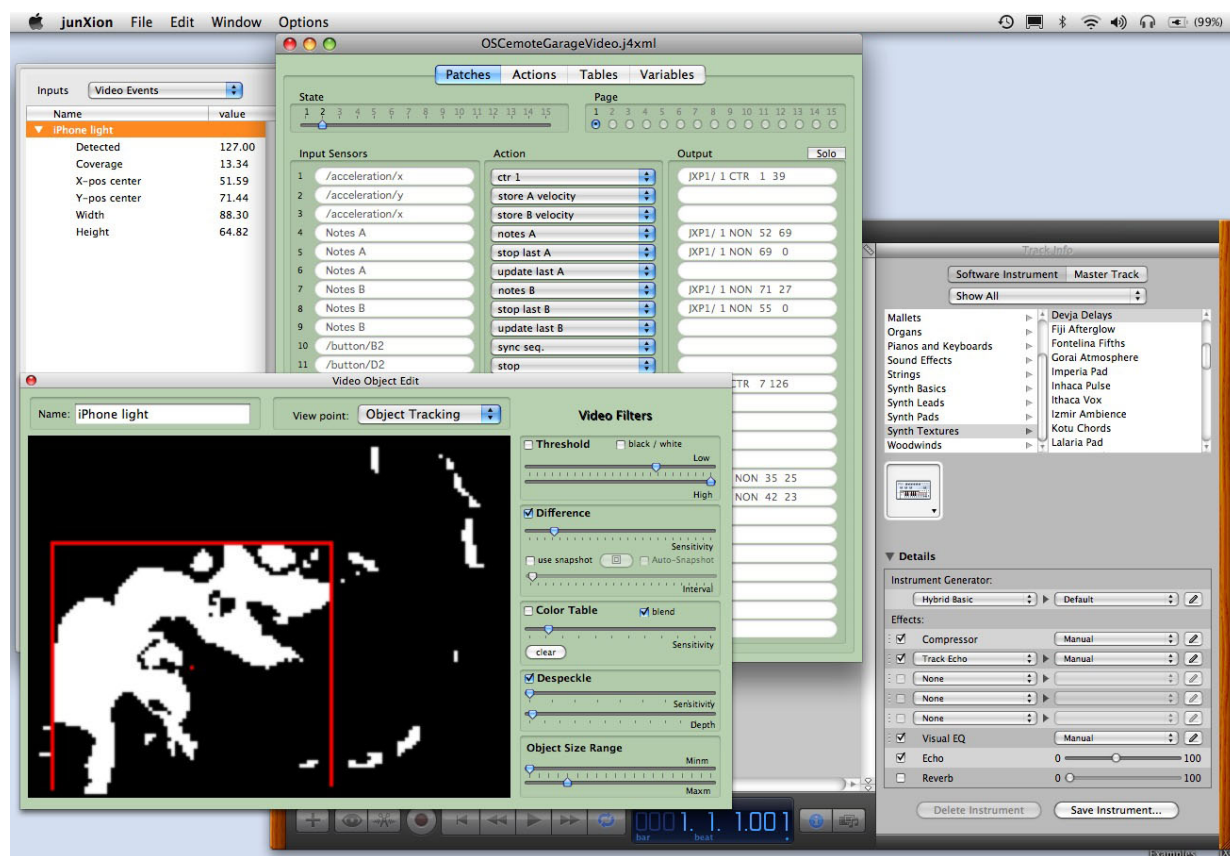 junXion File Edit Window Options (99%)
OSCemoteGarageVideo.j4xml
Patches Actions Tables Variables
State
1 2 3 4 5 6 7 8 9 10 11 12 13 14 15
Page
1 2 3 4 5 6 7 8 9 10 11 12 13 14 15
Inputs Video Events
Name value
iPhone light
Detected 127.00
Coverage 13.34
X-pos center 51.59
Y-pos center 71.44
Width 88.30
Height 64.82
Input Sensors Action Output Solo
1 /acceleration/x ctr 1 JXP1/ 1 CTR 1 39
2 /acceleration/y store A velocity
3 /acceleration/x store B velocity
4 Notes A notes A JXP1/ 1 NON 52 69
5 Notes A stop last A JXP1/ 1 NON 69 0
6 Notes A update last A
7 Notes B notes B JXP1/ 1 NON 71 27
8 Notes B stop last B JXP1/ 1 NON 55 0
9 Notes B update last B
10 /button/B2 sync seq.
11 /button/D2 stop
CTR 7 126
NON 35 25
NON 42 23
Video Object Edit
Name: iPhone light View point: Object Tracking
Video Filters
Threshold black / white
Low
High
Difference
Sensitivity
use snapshot Auto-Snapshot
Interval
Color Table blend
Sensitivity
clear
Despeckle
Sensitivity
Depth
Object Size Range
Minm
Maxm
Track Info
Software Instrument Master Track
Show All
Mallets
Organs
Pianos and Keyboards
Sound Effects
Strings
Synth Basics
Synth Leads
Synth Pads
Synth Textures
Woodwinds
Devja Delays
Fiji Afterglow
Fontelina Fifths
Gorai Atmosphere
Imperia Pad
Inhaca Pulse
Ithaca Vox
Izmir Ambience
Kotu Chords
Lalaria Pad
Details
Instrument Generator:
Hybrid Basic Default
Effects:
Compressor Manual
Track Echo Manual
None
None
None
Visual EQ Manual
Echo 0 100
Reverb 0 100
Delete Instrument Save Instrument...
0001. 1. 1.001
bar beat